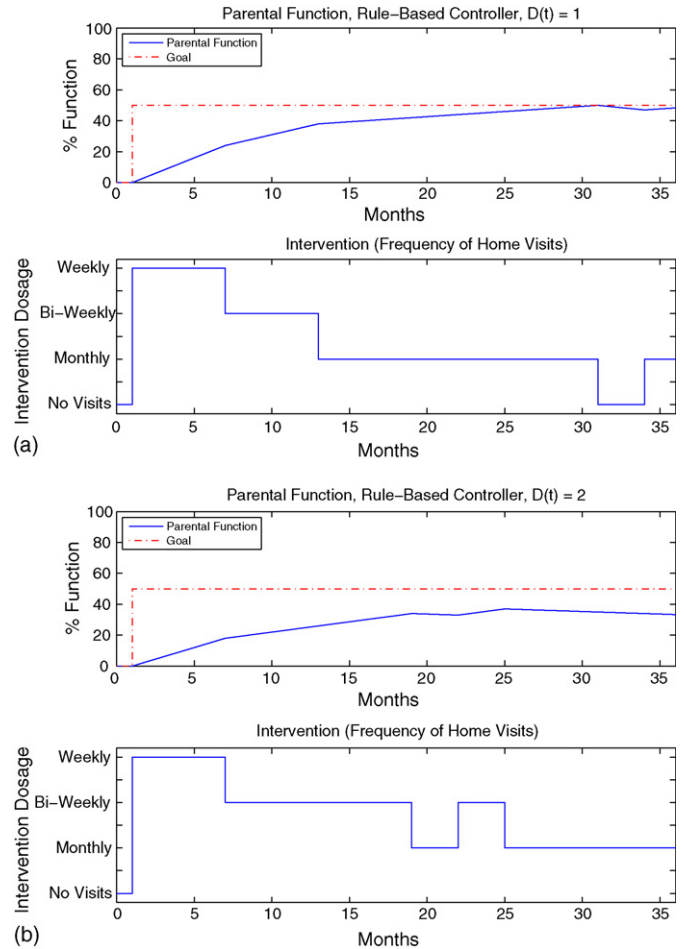 Parental Function, Rule-Based Controller, D(t) = 1
100
80
60
40
20
0
% Function
Parental Function
Goal
0 5 10 15 20 25 30 35
Months
Intervention (Frequency of Home Visits)
Intervention Dosage
Weekly
Bi-Weekly
Monthly
No Visits
0 5 10 15 20 25 30 35
Months
(a)
Parental Function, Rule-Based Controller, D(t) = 2
100
80
60
40
20
0
% Function
Parental Function
Goal
0 5 10 15 20 25 30 35
Months
Intervention (Frequency of Home Visits)
Intervention Dosage
Weekly
Bi-Weekly
Monthly
No Visits
0 5 10 15 20 25 30 35
Months
(b)